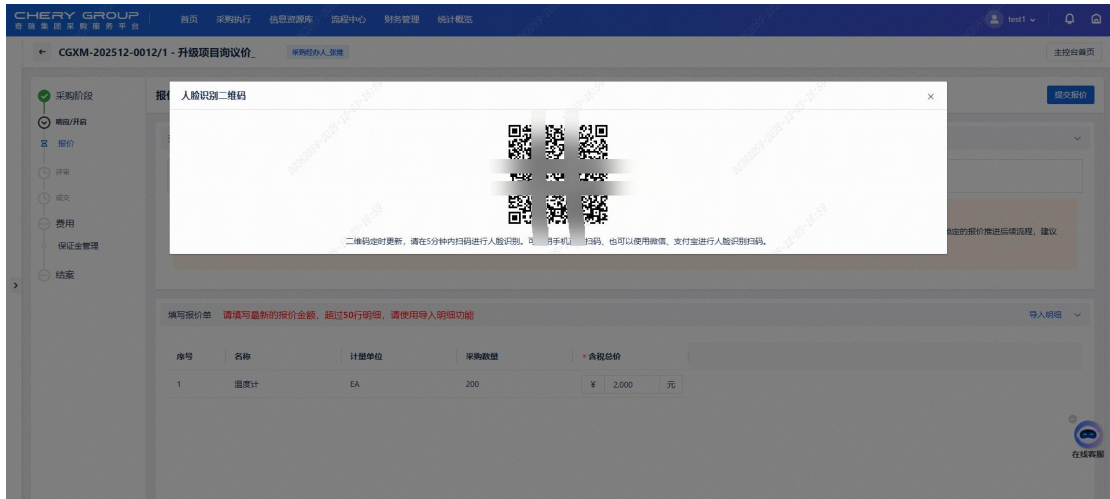 CHERY GROUP
奇瑞集团采购服务平台
首页 采购执行 信息资源库 流程中心 财务管理 统计概览
test1
CGXM-202512-0012/1 - 升级项目询议价_
采购经办人_张维
主控台首页
采购阶段
响应/开启
报价
评审
成交
费用
保证金管理
结案
提交报价
人脸识别二维码
×
二维码定时更新，请在5分钟内扫码进行人脸识别。
用手机
扫码、也可以使用微信、支付宝进行人脸识别扫码。
的报价推进后续流程，建议
填写报价单 请填写最新的报价金额，超过50行明细，请使用导入明细功能
导入明细
序号 名称 计量单位 采购数量 * 含税总价
1 温度计 EA 200 ¥ 2,000 元
在线客服